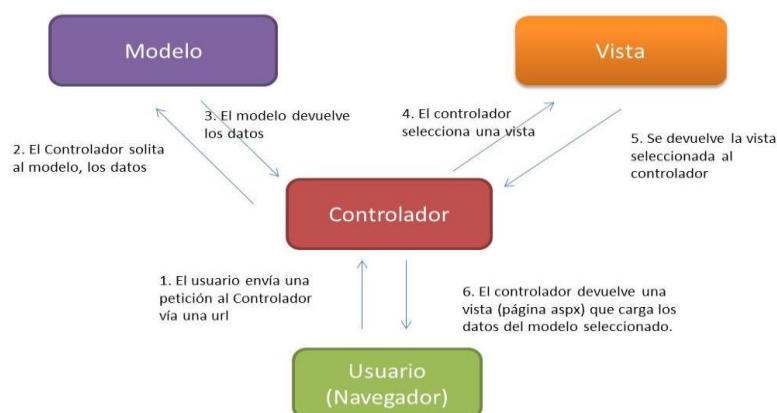 Modelo
Vista
3. El modelo devuelve
los datos
4. El controlador
selecciona una vista
2. El Controlador solita
al modelo, los datos
5. Se devuelve la vista
seleccionada al
controlador
Controlador
1. El usuario envía una
petición al Controlador
vía una url
6. El controlador devuelve una
vista (página aspx) que carga los
datos del modelo seleccionado.
Usuario
(Navegador)